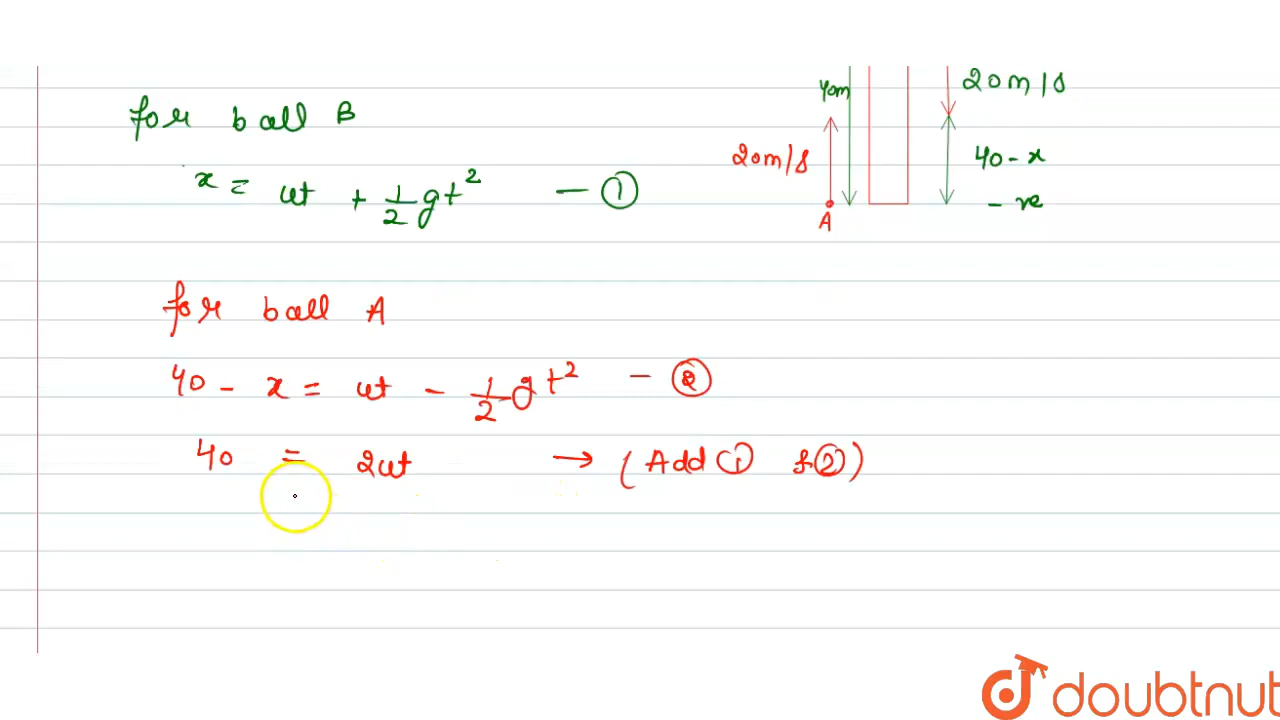 40m
20m/s
for ball B
20m/s
40-x
x = ut + 1/2 gt² — ①
-ve
A
for ball A
40 - x = ut - 1/2 gt² - ②
40 = 2ut → (Add ① & ②)
doubtnut